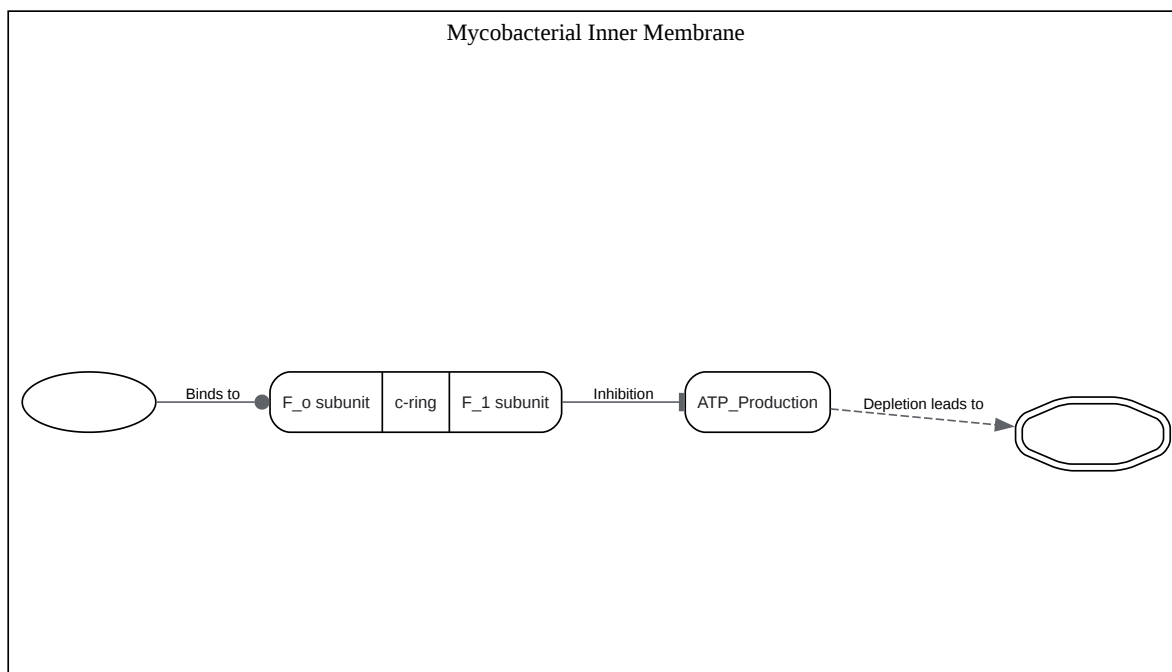 Mycobacterial Inner Membrane
Binds to
F_o subunit
c-ring
F_1 subunit
Inhibition
ATP_Production
Depletion leads to